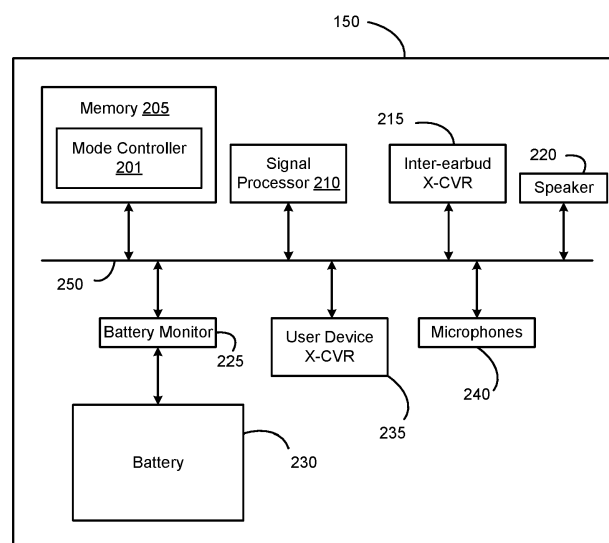 150
Memory 205
Mode Controller
201
Signal
Processor 210
215
Inter-earbud
X-CVR
220
Speaker
250
Battery Monitor
225
User Device
X-CVR
235
Microphones
240
Battery
230